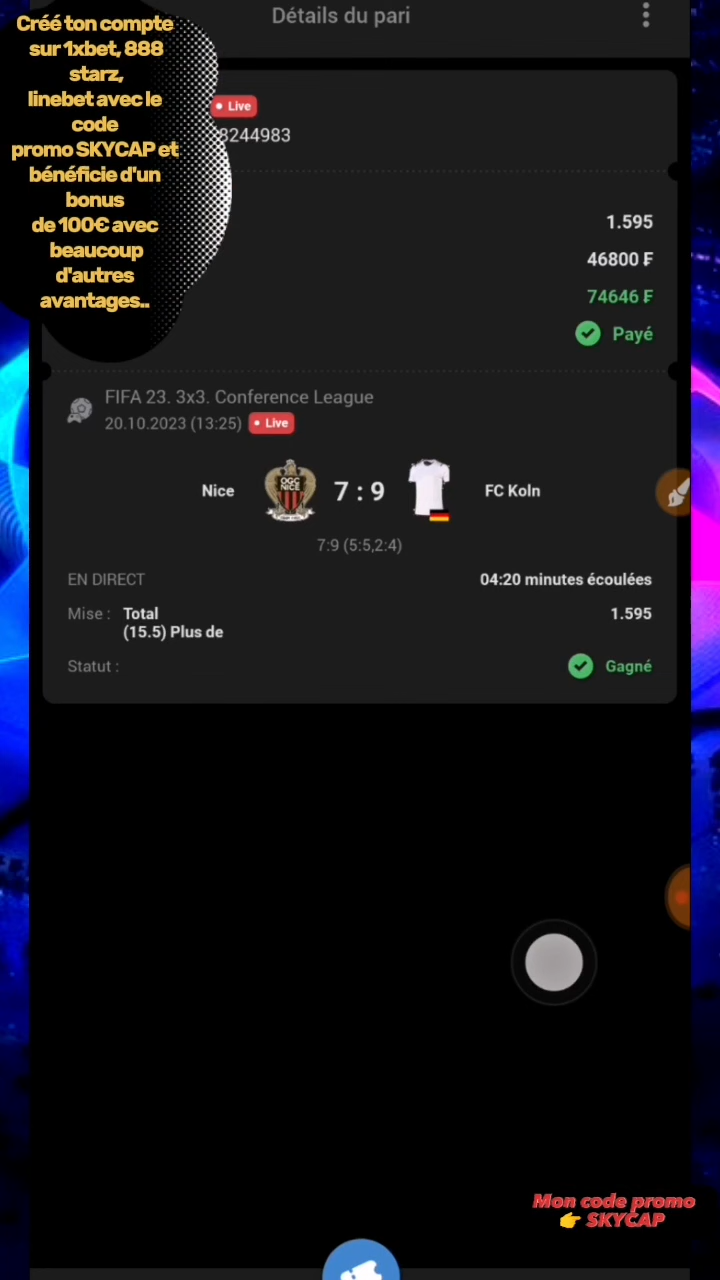 Détails du pari
Créé ton compte
sur 1xbet, 888
starz,
linebet avec le
code
promo SKYCAP et
bénéficie d'un
bonus
de 100€ avec
beaucoup
d'autres
avantages..
Live
8244983
1.595
46800 ₣
74646 ₣
Payé
FIFA 23. 3x3. Conference League
20.10.2023 (13:25) Live
Nice OGC NICE 7 : 9 FC Koln
7:9 (5:5,2:4)
EN DIRECT 04:20 minutes écoulées
Mise : Total 1.595
(15.5) Plus de
Statut : Gagné
Mon code promo
👉 SKYCAP